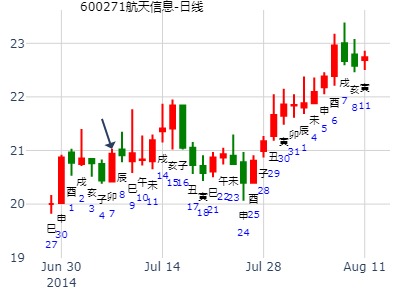 600271航天信息-日线
23
22
21
20
19
巳
27
申
30
酉
1
戌
2
亥
3
子
4
卯
7
辰
8
巳
9
午
10
未
11
戌
14
亥
15
子
16
丑
17
寅
18
巳
21
午
22
未
23
申
24
酉
25
子
28
丑
29
寅
30
卯
31
辰
1
未
4
申
5
酉
6
戌
7
亥
8
寅
11
Jun 30
2014
Jul 14
Jul 28
Aug 11